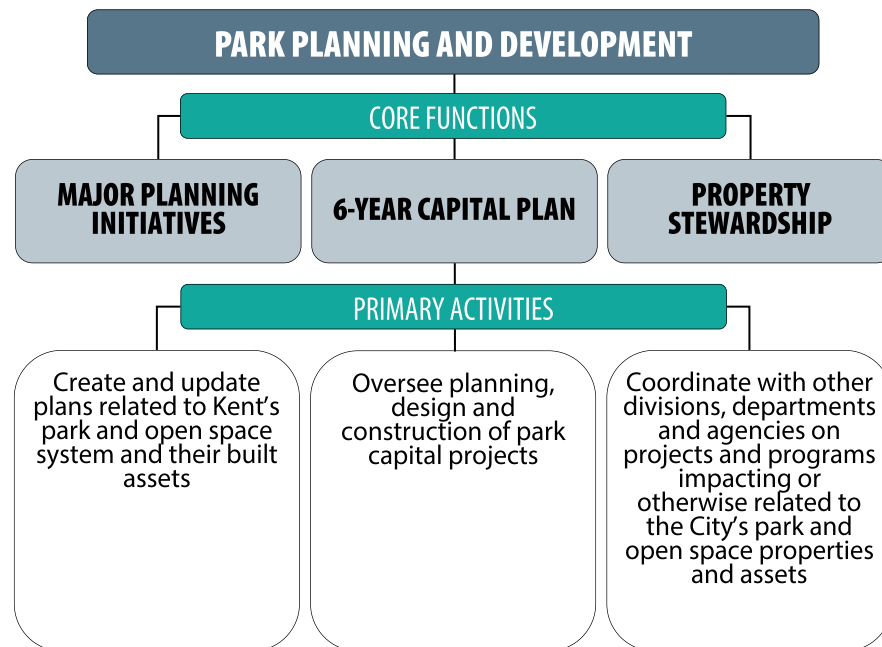 PARK PLANNING AND DEVELOPMENT
CORE FUNCTIONS
MAJOR PLANNING
INITIATIVES
6-YEAR CAPITAL PLAN
PROPERTY
STEWARDSHIP
PRIMARY ACTIVITIES
Create and update
plans related to Kent’s
park and open space
system and their built
assets
Oversee planning,
design and
construction of park
capital projects
Coordinate with other
divisions, departments
and agencies on
projects and programs
impacting or
otherwise related to
the City’s park and
open space properties
and assets